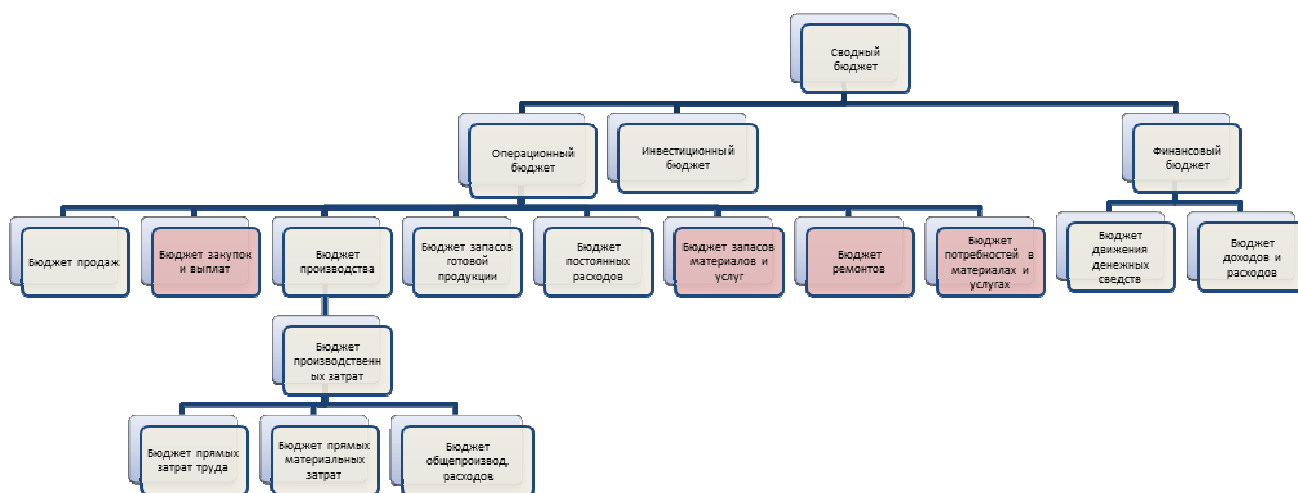 Сводный
бюджет
Операционный
бюджет
Инвестиционный
бюджет
Финансовый
бюджет
Бюджет продаж
Бюджет закупок
и выплат
Бюджет
производства
Бюджет запасов
готовой
продукции
Бюджет
постоянных
расходов
Бюджет запасов
материалов и
услуг
Бюджет
ремонтов
Бюджет
потребностей в
материалах и
услугах
Бюджет
движения
денежных
сведств
Бюджет
доходов и
расходов
Бюджет
производственн
ых затрат
Бюджет прямых
затрат труда
Бюджет прямых
материальных
затрат
Бюджет
общепроизвод.
расходов